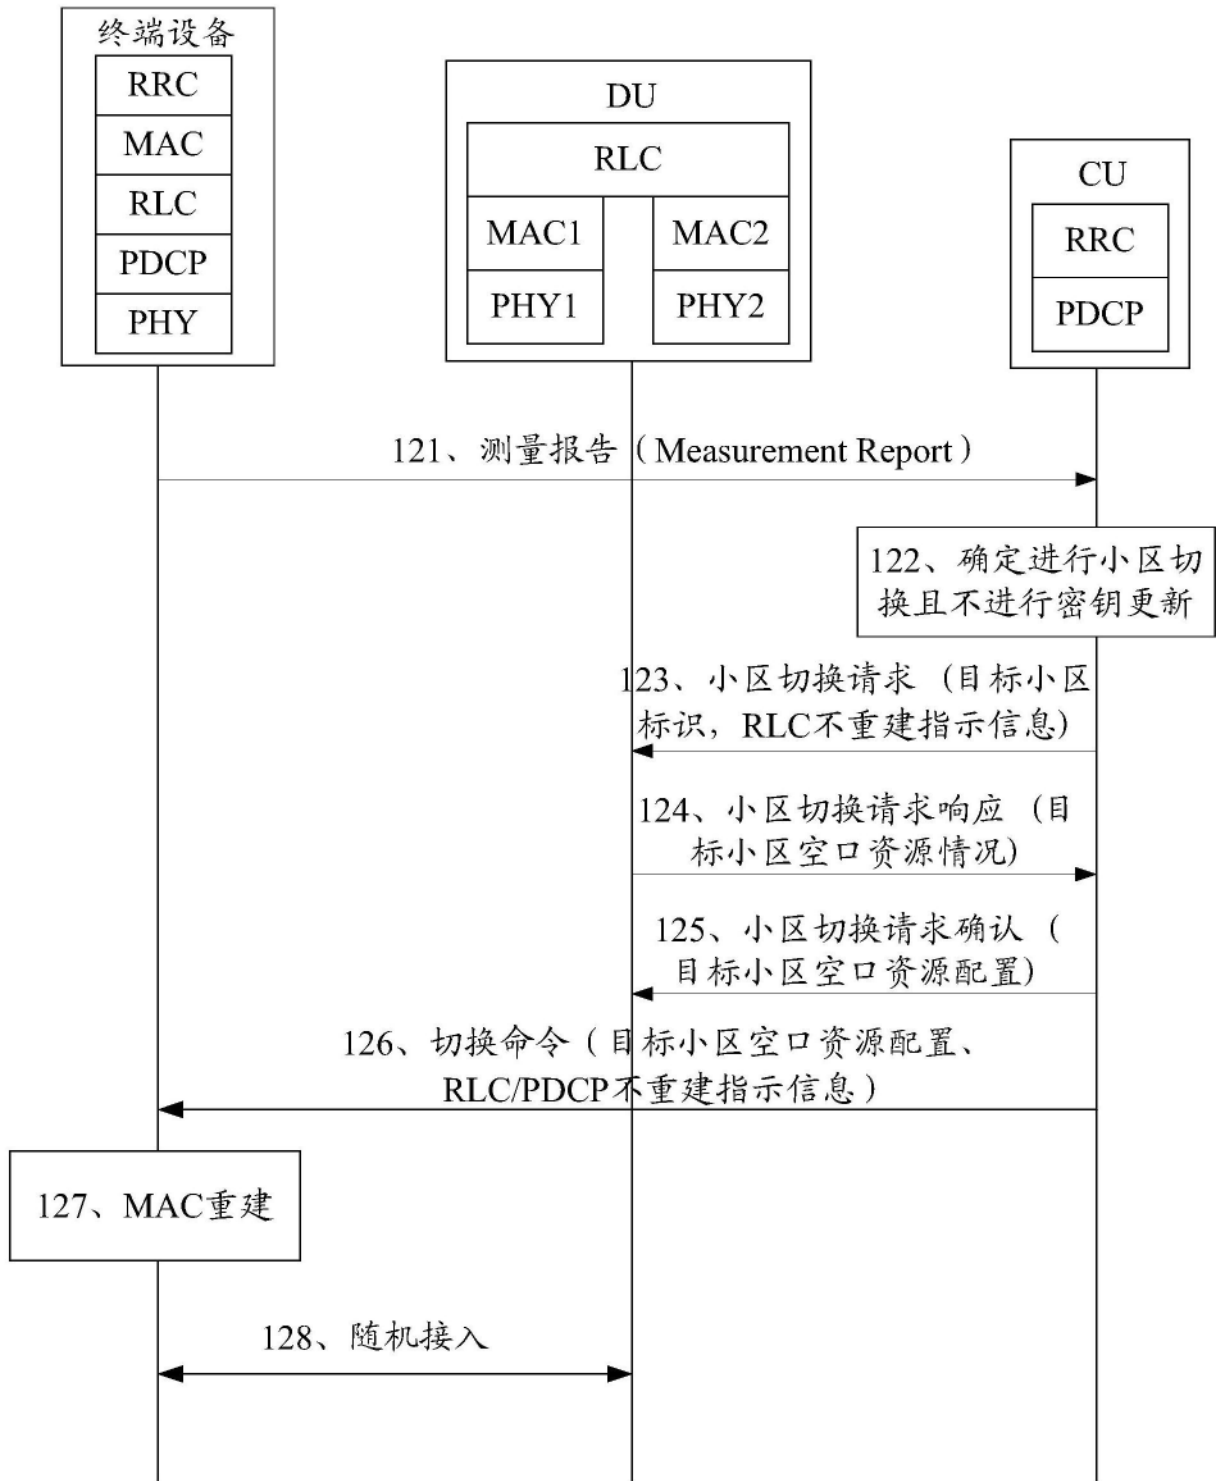 终端设备
RRC
MAC
RLC
PDCP
PHY
DU
RLC
MAC1
MAC2
PHY1
PHY2
CU
RRC
PDCP
121、测量报告（Measurement Report）
122、确定进行小区切
换且不进行密钥更新
123、小区切换请求（目标小区
标识，RLC不重建指示信息）
124、小区切换请求响应（目
标小区空口资源情况）
125、小区切换请求确认（
目标小区空口资源配置）
126、切换命令（目标小区空口资源配置、
RLC/PDCP不重建指示信息）
127、MAC重建
128、随机接入